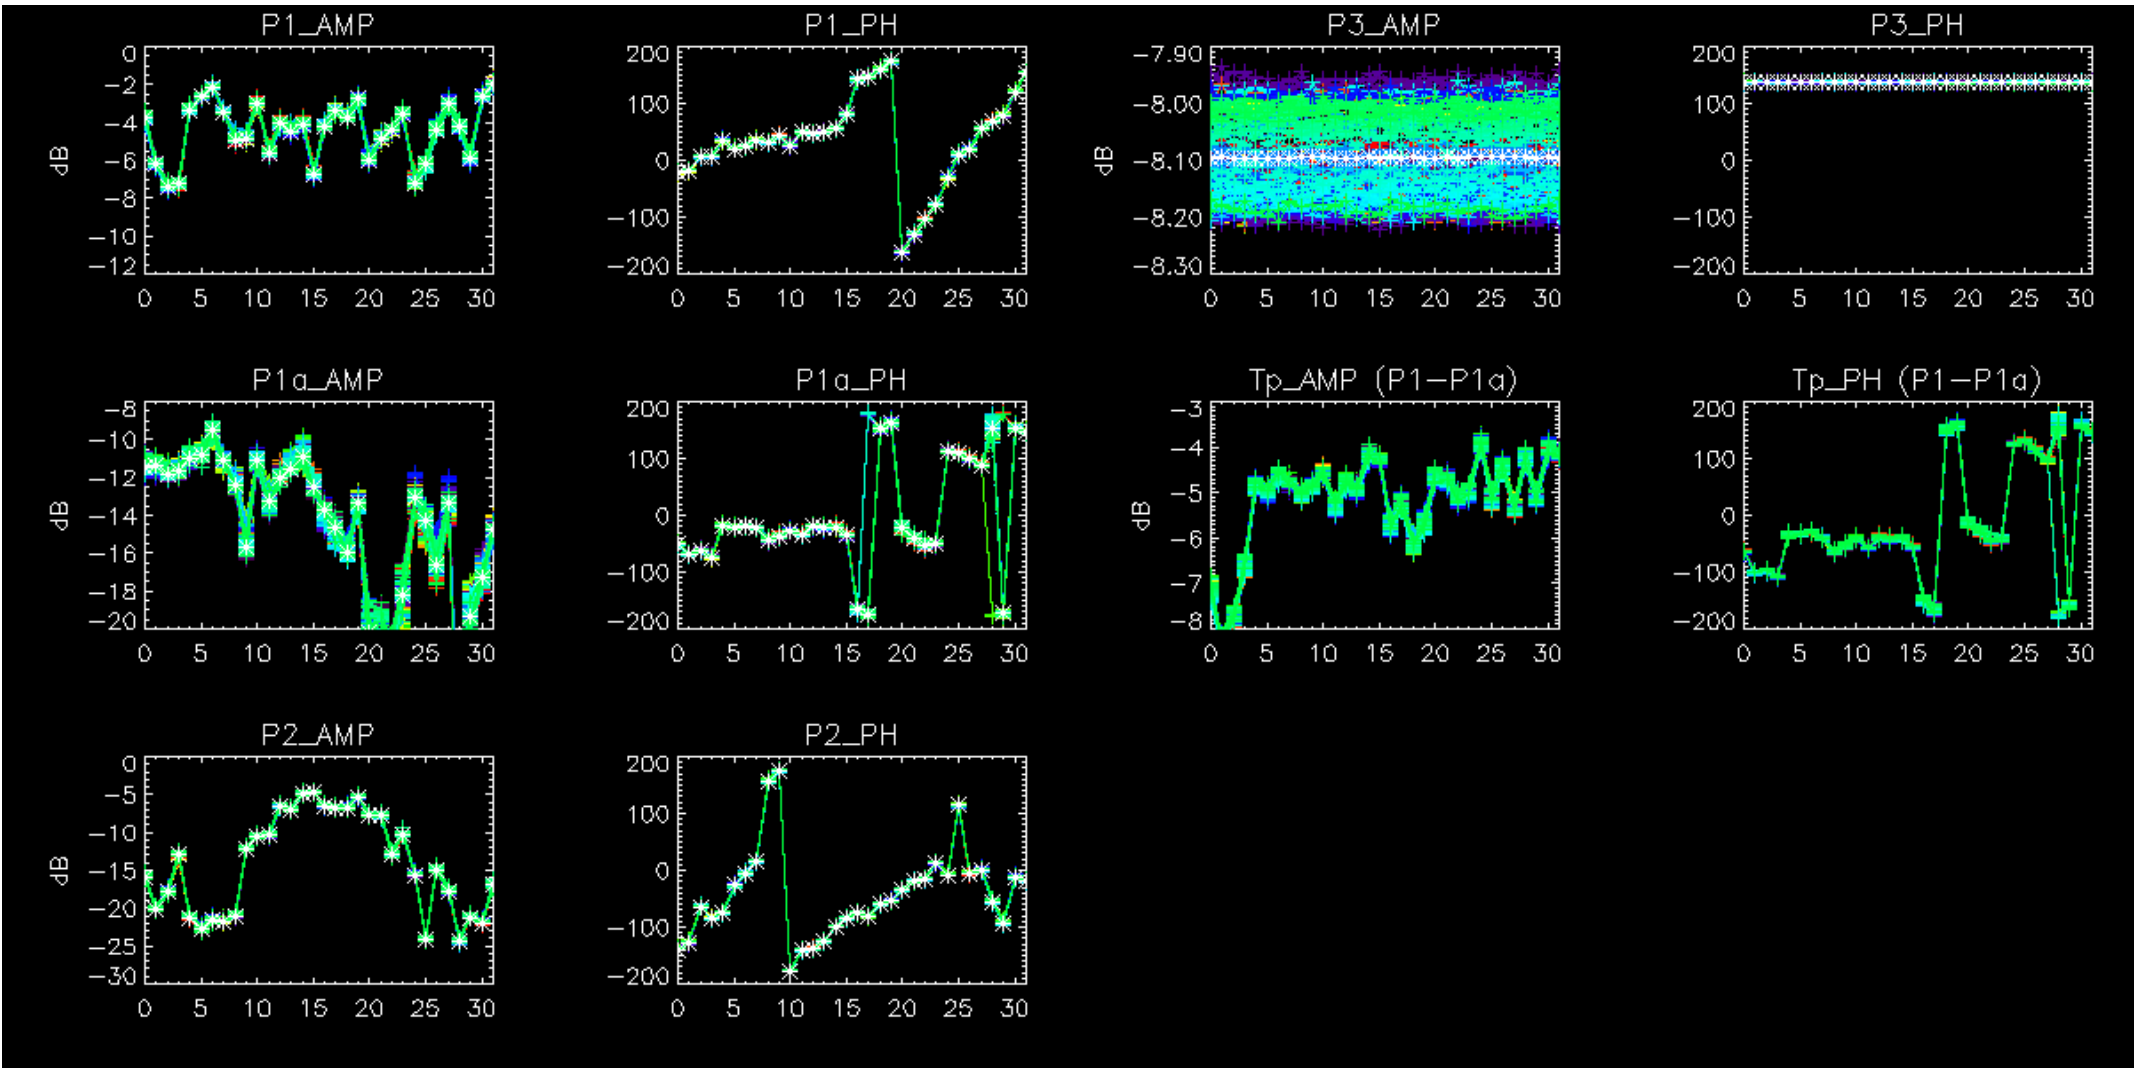 P1_AMP
0
-2
-4
-6
-8
-10
-12
dB
0 5 10 15 20 25 30
P1_PH
200
100
0
-100
-200
0 5 10 15 20 25 30
P3_AMP
-7.90
-8.00
-8.10
-8.20
-8.30
dB
0 5 10 15 20 25 30
P3_PH
200
100
0
-100
-200
0 5 10 15 20 25 30
P1a_AMP
-8
-10
-12
-14
-16
-18
-20
dB
0 5 10 15 20 25 30
P1a_PH
200
100
0
-100
-200
0 5 10 15 20 25 30
Tp_AMP (P1-P1a)
-3
-4
-5
-6
-7
-8
dB
0 5 10 15 20 25 30
Tp_PH (P1-P1a)
200
100
0
-100
-200
0 5 10 15 20 25 30
P2_AMP
0
-5
-10
-15
-20
-25
-30
dB
0 5 10 15 20 25 30
P2_PH
200
100
0
-100
-200
0 5 10 15 20 25 30